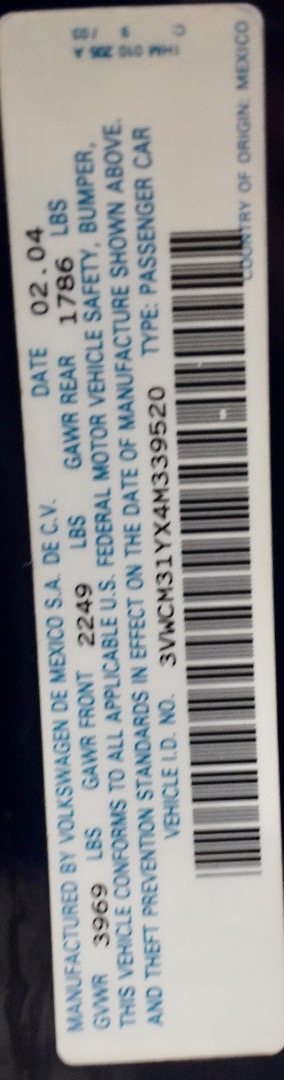 MANUFACTURED BY VOLKSWAGEN DE MEXICO S.A. DE C.V. DATE 02.04
GVWR 3969 LBS GAWR FRONT 2249 LBS GAWR REAR 1786 LBS
THIS VEHICLE CONFORMS TO ALL APPLICABLE U.S. FEDERAL MOTOR VEHICLE SAFETY, BUMPER,
AND THEFT PREVENTION STANDARDS IN EFFECT ON THE DATE OF MANUFACTURE SHOWN ABOVE.
VEHICLE I.D. NO. 3VWCM31YX4M339520 TYPE: PASSENGER CAR
COUNTRY OF ORIGIN: MEXICO
1HM 010